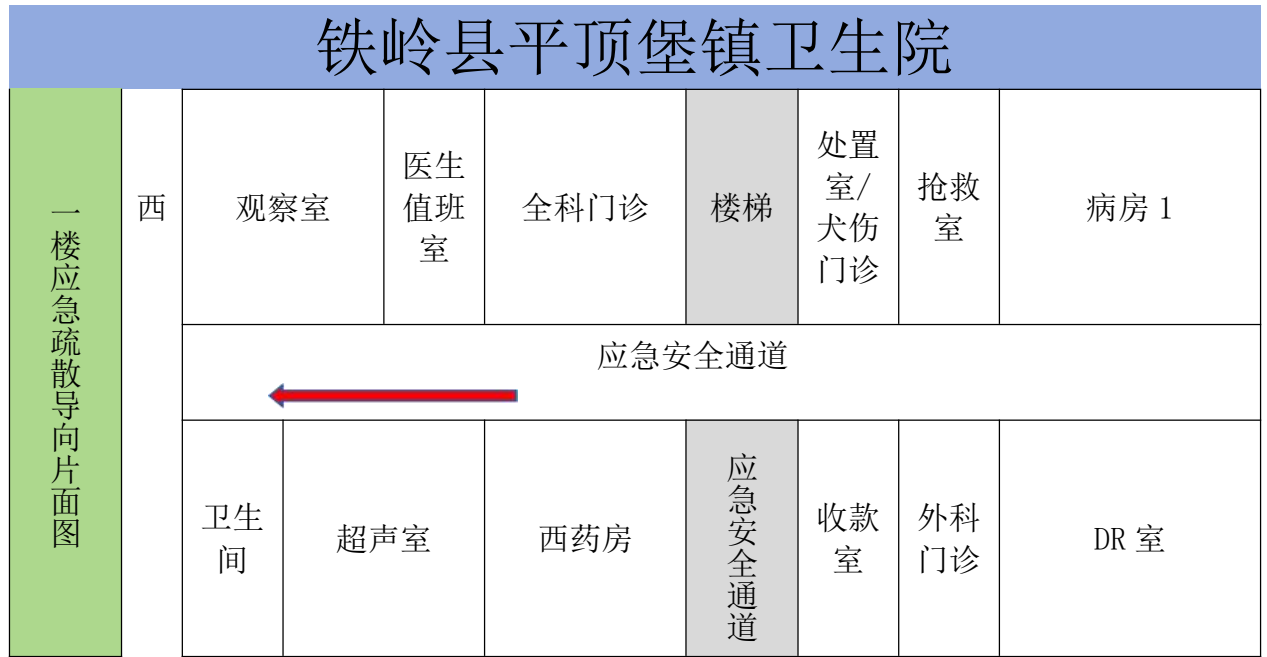 铁岭县平顶堡镇卫生院
一楼应急疏散导向片面图
西
观察室
医生
值班
室
全科门诊
楼梯
处置
室/
犬伤
门诊
抢救
室
病房 1
应急安全通道
卫生
间
超声室
西药房
应急安全通道
收款
室
外科
门诊
DR 室